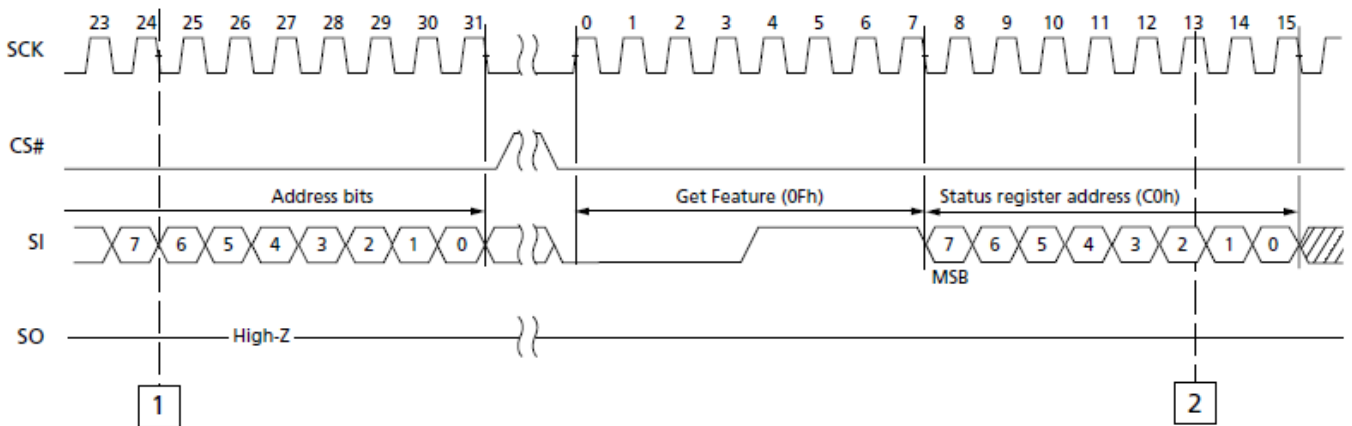 23 24 25 26 27 28 29 30 31 0 1 2 3 4 5 6 7 8 9 10 11 12 13 14 15
SCK
CS#
Address bits Get Feature (0Fh) Status register address (C0h)
SI 7 6 5 4 3 2 1 0 7 6 5 4 3 2 1 0
MSB
SO High-Z
1 2